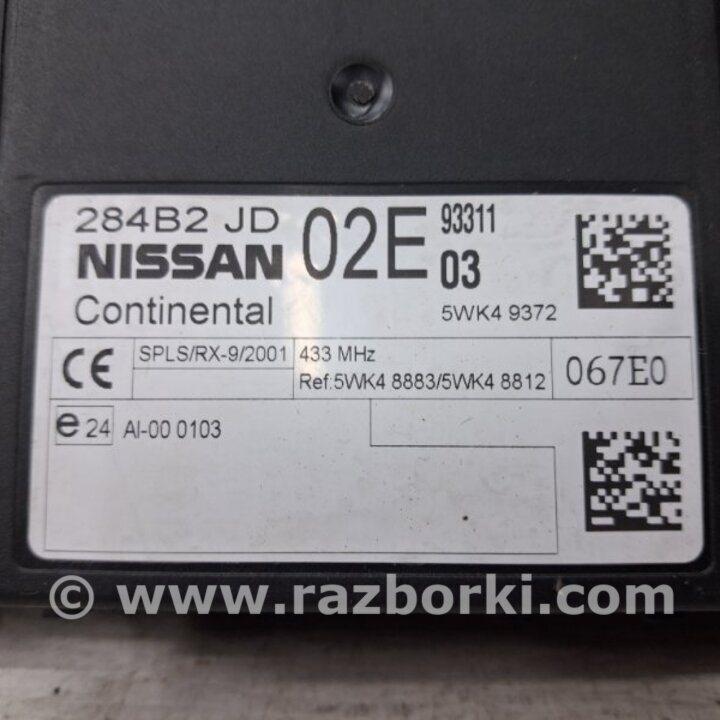 284B2 JD 02E 93311
NISSAN 03
Continental 5WK4 9372
CE SPLS/RX-9/2001 433 MHz 067E0
Ref:5WK4 8883/5WK4 8812
e 24 AI-00 0103
© www.razborki.com